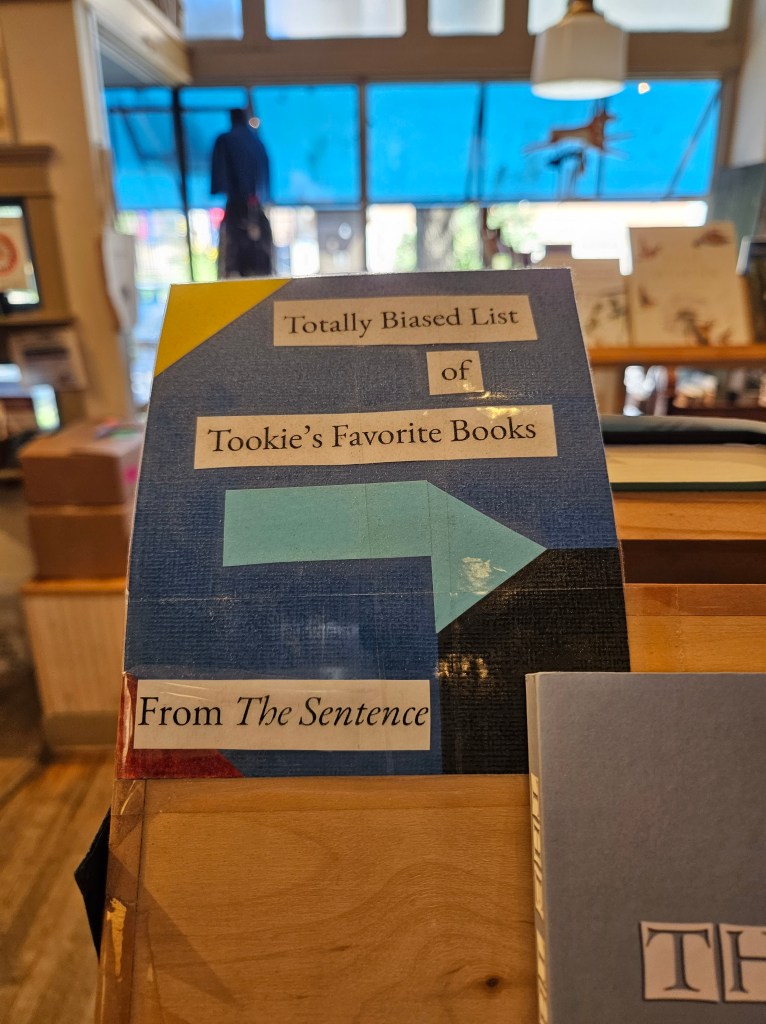 Totally Biased List
of
Tookie's Favorite Books
From The Sentence
TH